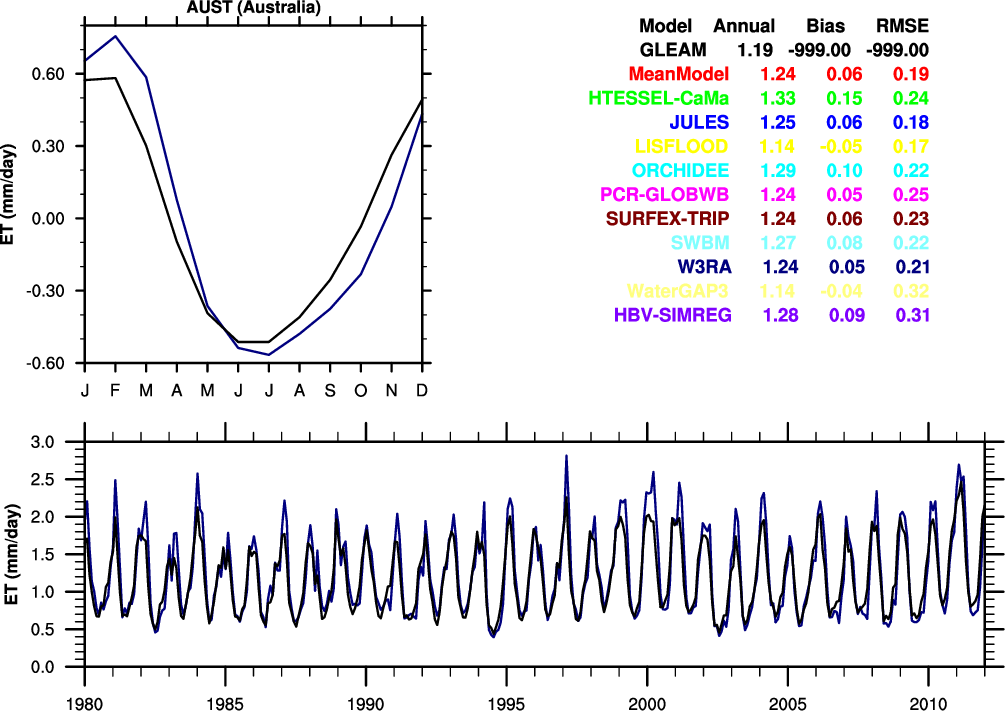 AUST (Australia)
ET (mm/day)
0.60
0.30
0.00
-0.30
-0.60
J F M A M J J A S O N D
Model Annual Bias RMSE
GLEAM 1.19 -999.00 -999.00
MeanModel 1.24 0.06 0.19
HTESSEL-CaMa 1.33 0.15 0.24
JULES 1.25 0.06 0.18
LISFLOOD 1.14 -0.05 0.17
ORCHIDEE 1.29 0.10 0.22
PCR-GLOBWB 1.24 0.05 0.25
SURFEX-TRIP 1.24 0.06 0.23
SWBM 1.27 0.08 0.22
W3RA 1.24 0.05 0.21
WaterGAP3 1.14 -0.04 0.32
HBV-SIMREG 1.28 0.09 0.31
ET (mm/day)
3.0
2.5
2.0
1.5
1.0
0.5
0.0
1980 1985 1990 1995 2000 2005 2010